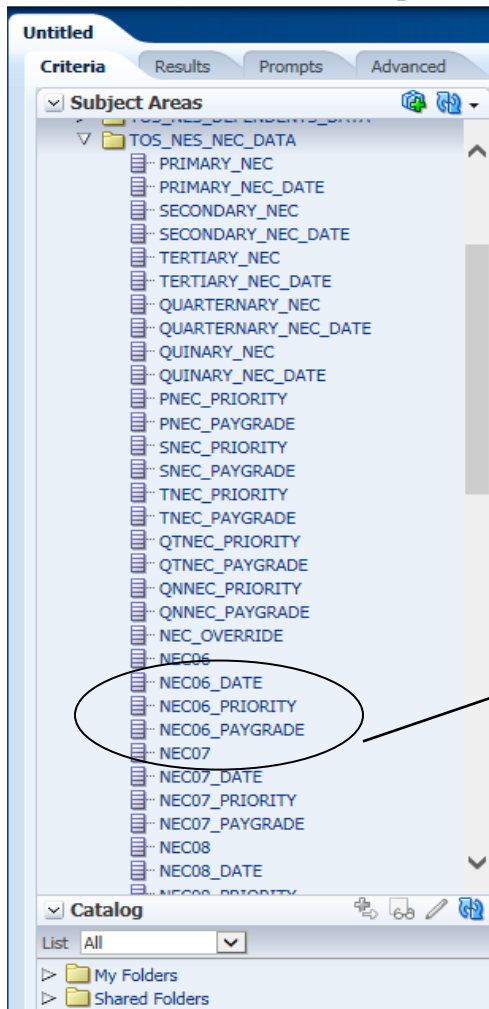 Untitled
Criteria Results Prompts Advanced
Subject Areas
TOS_NES_DEPENDENTS_DATA
TOS_NES_NEC_DATA
PRIMARY_NEC
PRIMARY_NEC_DATE
SECONDARY_NEC
SECONDARY_NEC_DATE
TERTIARY_NEC
TERTIARY_NEC_DATE
QUARTERNARY_NEC
QUARTERNARY_NEC_DATE
QUINARY_NEC
QUINARY_NEC_DATE
PNEC_PRIORITY
PNEC_PAYGRADE
SNEC_PRIORITY
SNEC_PAYGRADE
TNEC_PRIORITY
TNEC_PAYGRADE
QTNEC_PRIORITY
QTNEC_PAYGRADE
QNNEC_PRIORITY
QNNEC_PAYGRADE
NEC_OVERRIDE
NEC06
NEC06_DATE
NEC06_PRIORITY
NEC06_PAYGRADE
NEC07
NEC07_DATE
NEC07_PRIORITY
NEC07_PAYGRADE
NEC08
NEC08_DATE
NEC08_PRIORITY
Catalog
List All
My Folders
Shared Folders